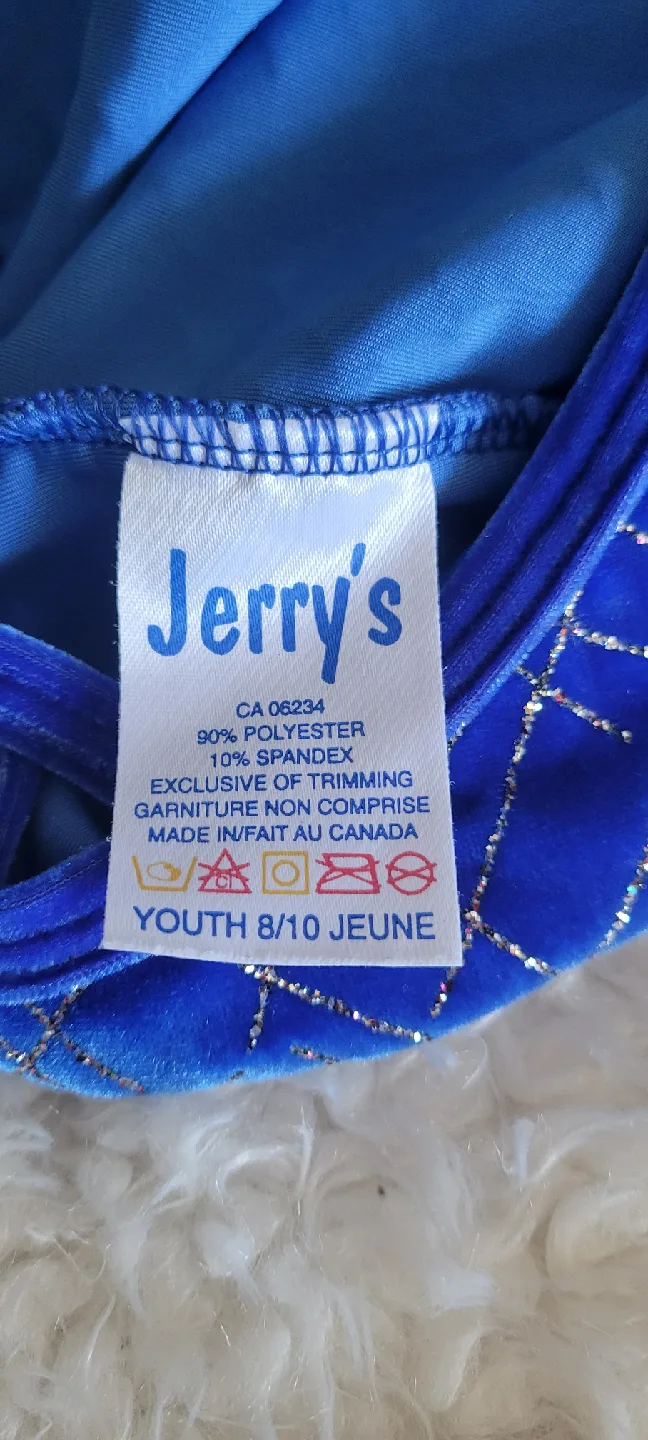 Jerry's
CA 06234
90% POLYESTER
10% SPANDEX
EXCLUSIVE OF TRIMMING
GARNITURE NON COMPRISE
MADE IN/FAIT AU CANADA
Cl
YOUTH 8/10 JEUNE